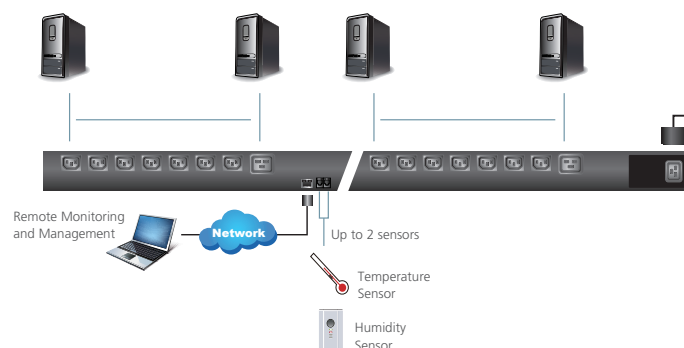 Remote Monitoring
and Management
Network
Up to 2 sensors
Temperature
Sensor
Humidity
Sensor